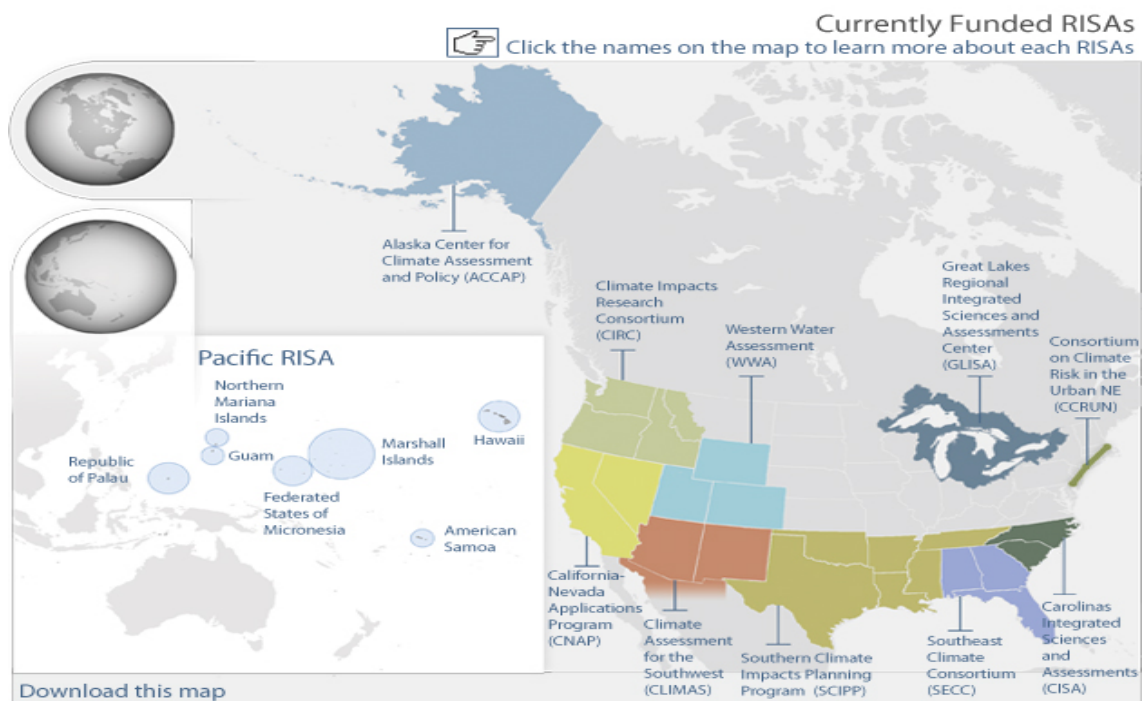 Currently Funded RISAs
Click the names on the map to learn more about each RISAs
Alaska Center for
Climate Assessment
and Policy (ACCAP)
Climate Impacts
Research
Consortium
(CIRC)
Western Water
Assessment
(WWA)
Great Lakes
Regional
Integrated
Sciences and
Assessments
Center
(GLISA)
Consortium
on Climate
Risk in the
Urban NE
(CCRUN)
Pacific RISA
Northern
Mariana
Islands
Guam
Republic
of Palau
Federated
States of
Micronesia
Marshall
Islands
Hawaii
American
Samoa
California-
Nevada
Applications
Program
(CNAP)
Climate
Assessment
for the
Southwest
(CLIMAS)
Southern Climate
Impacts Planning
Program (SCIPP)
Southeast
Climate
Consortium
(SECC)
Carolinas
Integrated
Sciences
and
Assessments
(CISA)
Download this map